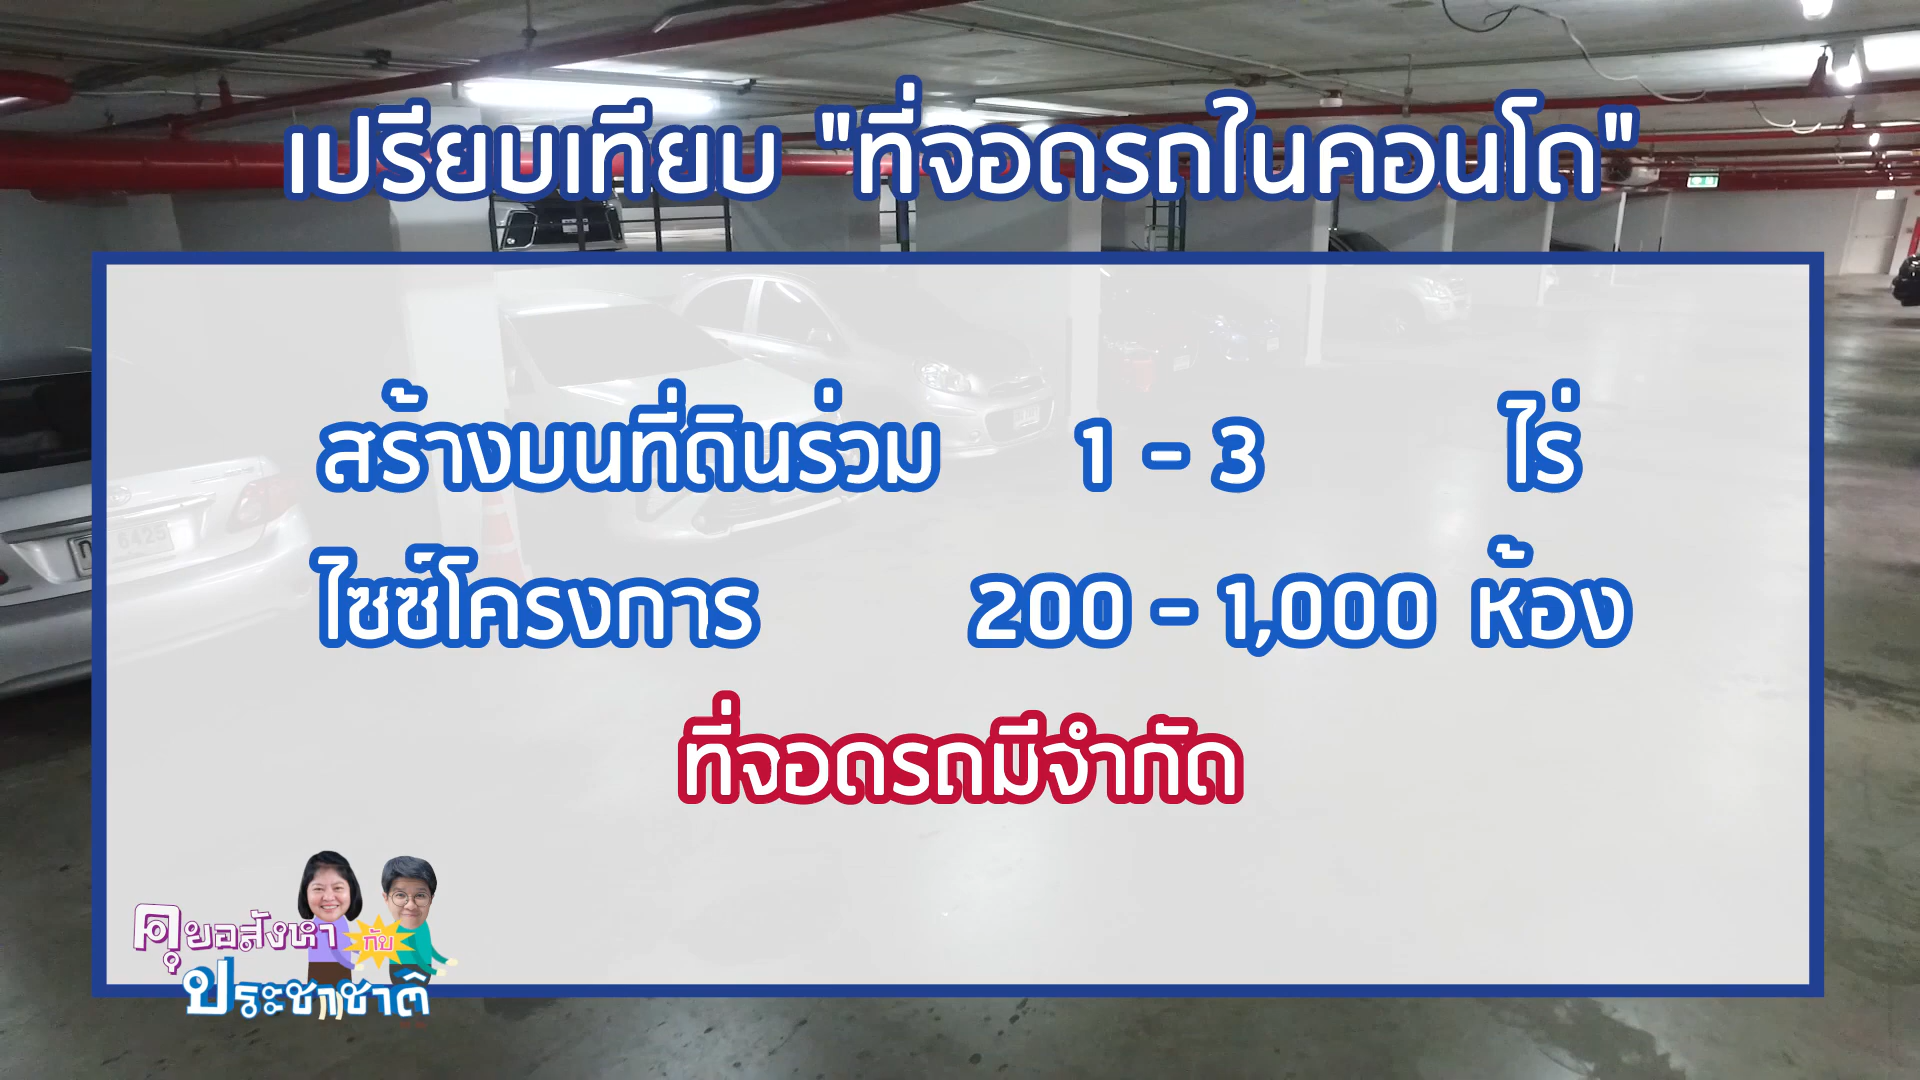 เปรียบเทียบ "ที่จอดรถในคอนโด"
สร้างบนที่ดินร่วม 1 - 3 ไร่
ไซซ์โครงการ 200 - 1,000 ห้อง
ที่จอดรถมีจำกัด
คุยอสังหา กับ
ประชาชาติ
6425